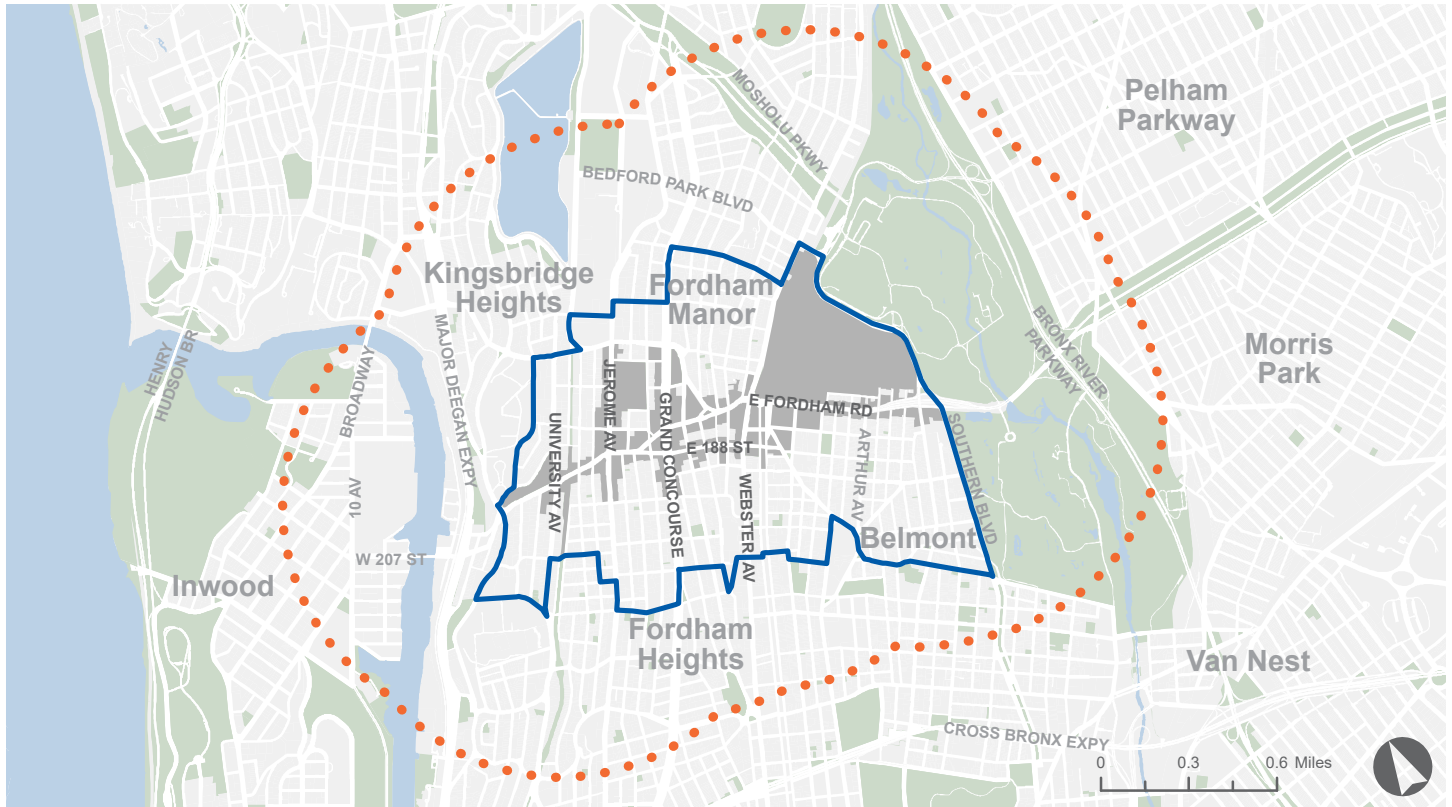 MOSHOLU PKWY
Pelham
Parkway
BEDFORD PARK BLVD
Kingsbridge
Heights
Fordham
Manor
MAJOR DEEGAN EXPY
HENRY
HUDSON BR
BROADWAY
BRONX RIVER
PARKWAY
Morris
Park
JEROME AV
GRAND CONCOURSE
E FORDHAM RD
UNIVERSITY AV
E 188 ST
ARTHUR AV
SOUTHERN BLVD
10 AV
WEBSTER AV
Belmont
W 207 ST
Inwood
Fordham
Heights
Van Nest
CROSS BRONX EXPY
0 0.3 0.6 Miles